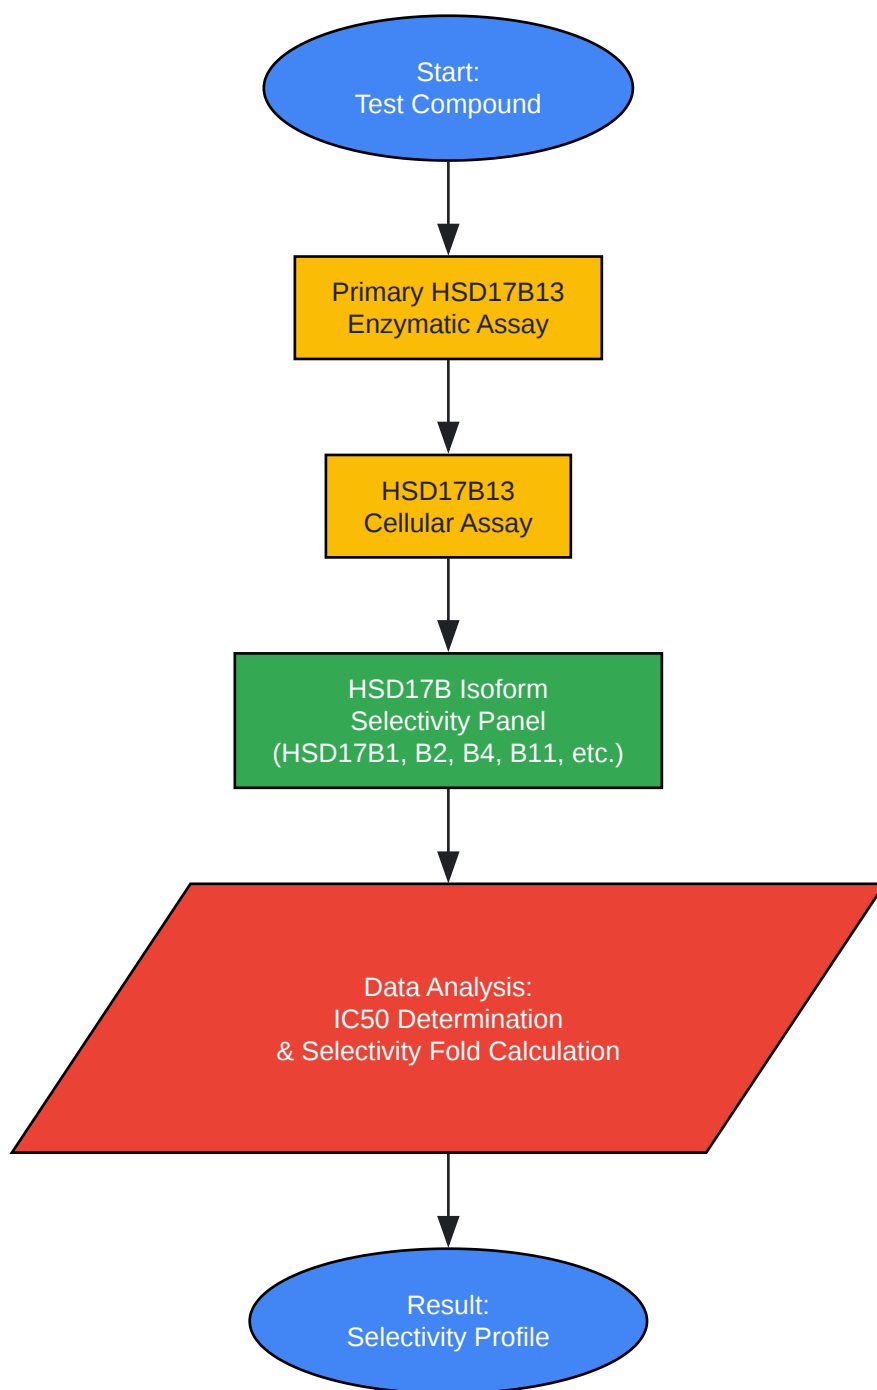 Start:
Test Compound
Primary HSD17B13
Enzymatic Assay
HSD17B13
Cellular Assay
HSD17B Isoform
Selectivity Panel
(HSD17B1, B2, B4, B11, etc.)
Data Analysis:
IC50 Determination
& Selectivity Fold Calculation
Result:
Selectivity Profile